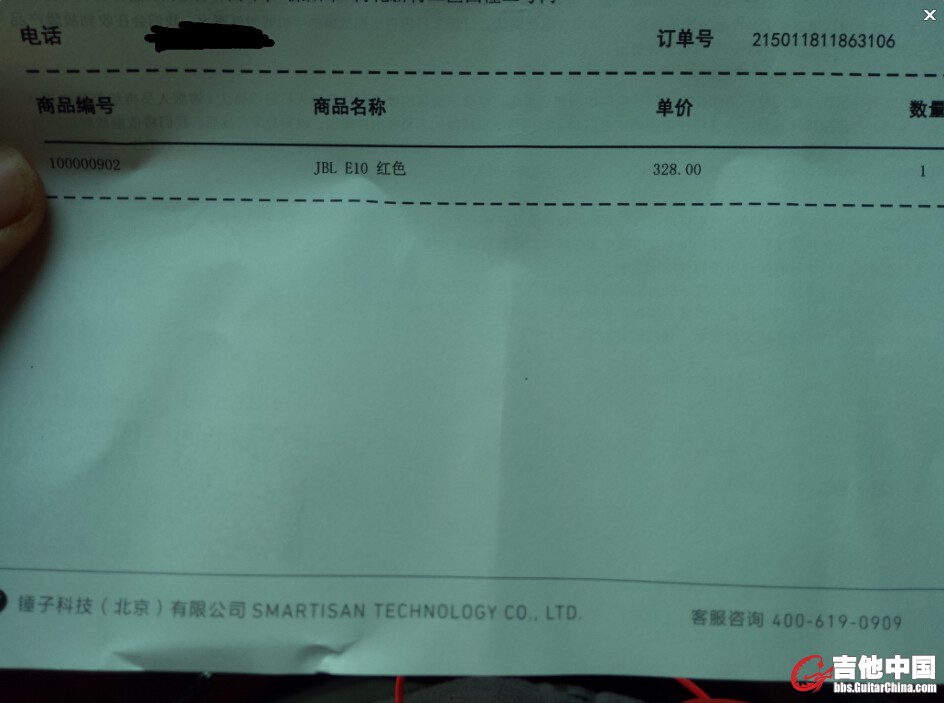 电话
订单号 215011811863106
商品编号 商品名称 单价 数量
100000902 JBL E10 红色 328.00 1
锤子科技（北京）有限公司 SMARTISAN TECHNOLOGY CO., LTD. 客服咨询 400-619-0909
吉他中国
bbs.GuitarChina.com